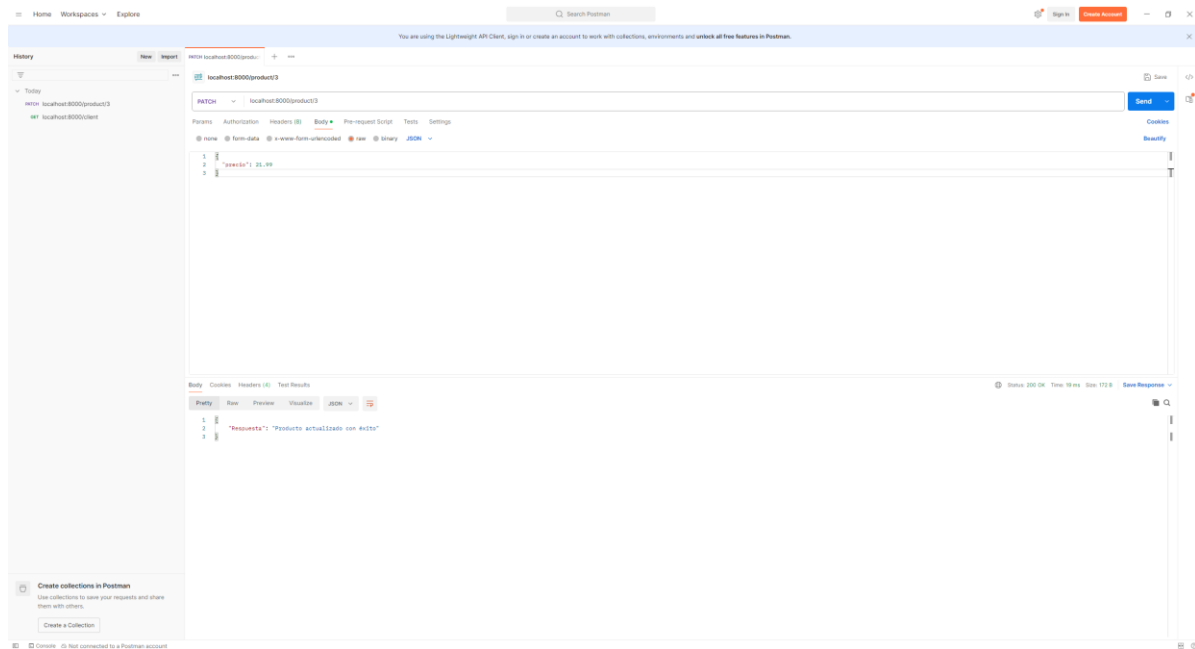 Home Workspaces Explore
Search Postman
Sign In Create Account
You are using the Lightweight API Client, sign in or create an account to work with collections, environments and unlock all free features in Postman.
History
New Import
PATCH localhost:8000/produc
localhost:8000/product/3
Save
Today
PATCH localhost:8000/product/3
GET localhost:8000/client
PATCH localhost:8000/product/3
Send
Params Authorization Headers (8) Body Pre-request Script Tests Settings
Cookies
none form-data x-www-form-urlencoded raw binary JSON
Beautify
1 {
2 "precio": 21.99
3 }
Body Cookies Headers (4) Test Results
Status: 200 OK Time: 19 ms Size: 172 B Save Response
Pretty Raw Preview Visualize JSON
1 {
2 "Respuesta": "Producto actualizado con éxito"
3 }
Create collections in Postman
Use collections to save your requests and share
them with others.
Create a Collection
Console Not connected to a Postman account